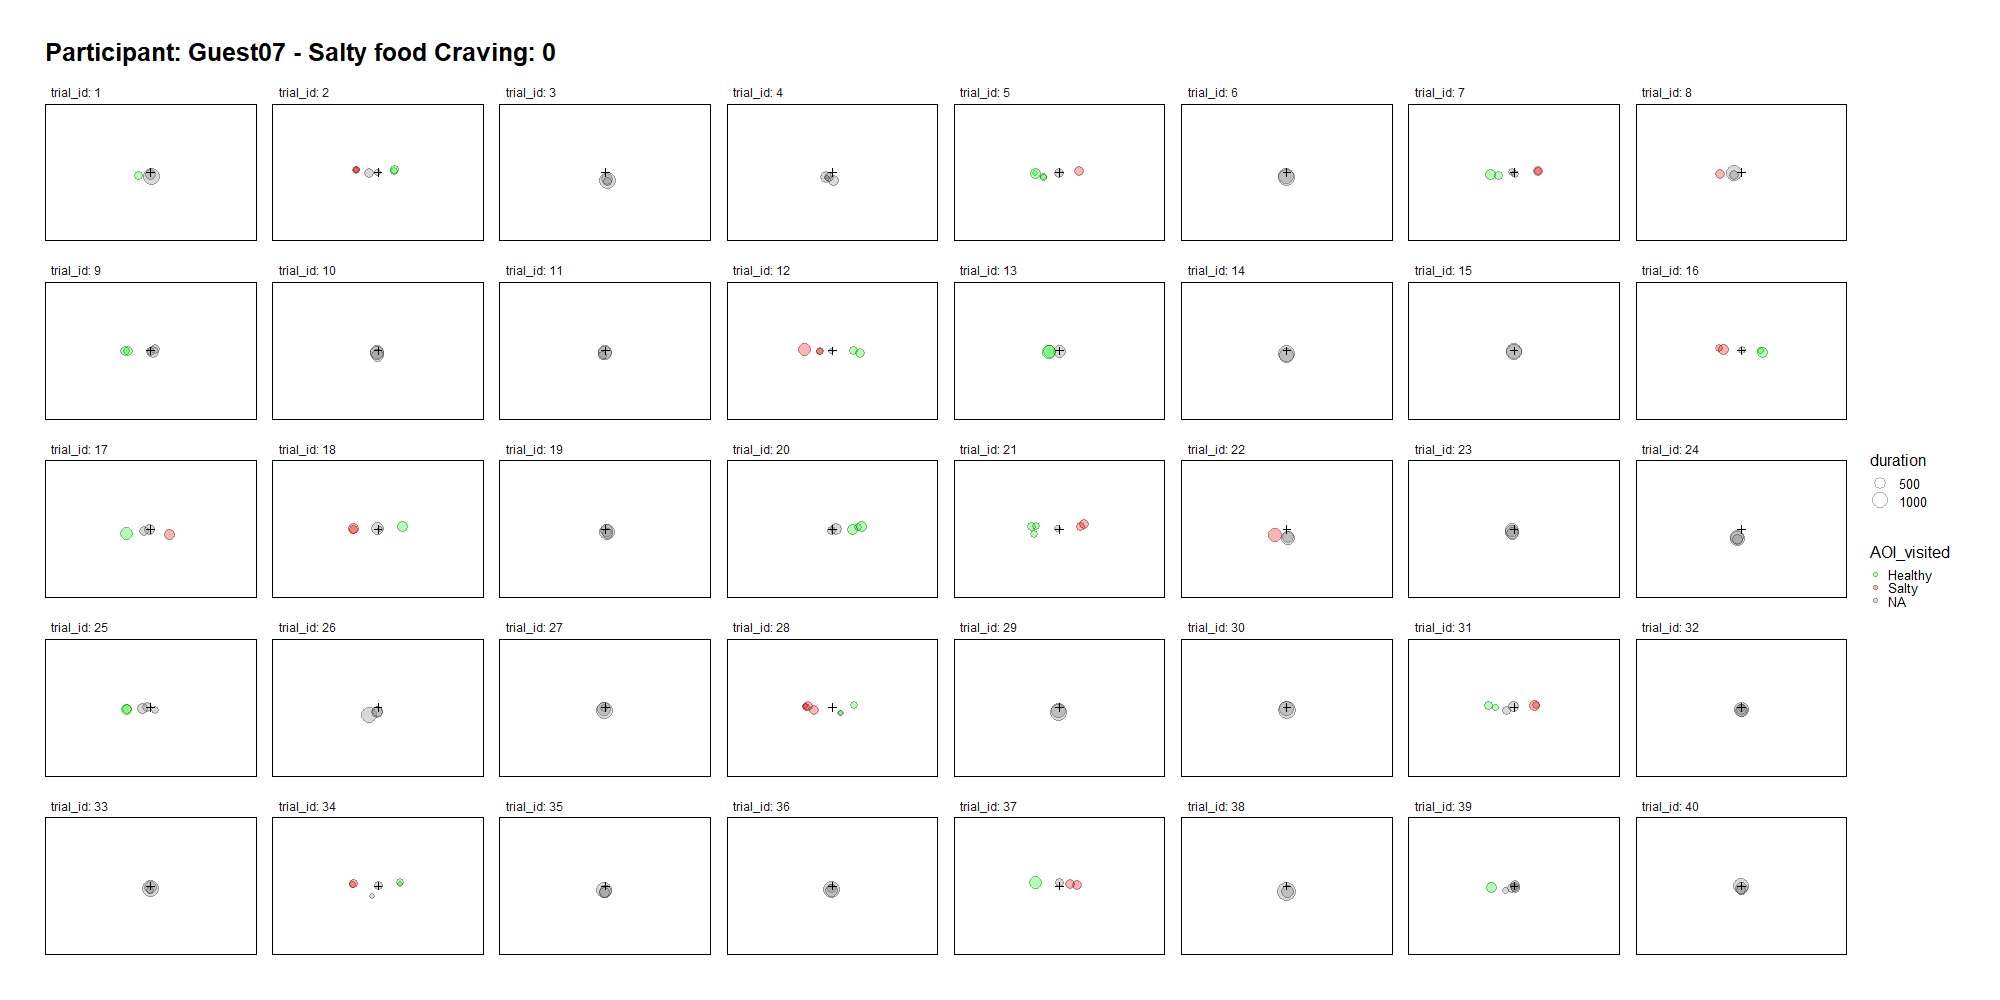 Participant: Guest07 - Salty food Craving: 0
trial_id: 1
trial_id: 2
trial_id: 3
trial_id: 4
trial_id: 5
trial_id: 6
trial_id: 7
trial_id: 8
trial_id: 9
trial_id: 10
trial_id: 11
trial_id: 12
trial_id: 13
trial_id: 14
trial_id: 15
trial_id: 16
trial_id: 17
trial_id: 18
trial_id: 19
trial_id: 20
trial_id: 21
trial_id: 22
trial_id: 23
trial_id: 24
trial_id: 25
trial_id: 26
trial_id: 27
trial_id: 28
trial_id: 29
trial_id: 30
trial_id: 31
trial_id: 32
trial_id: 33
trial_id: 34
trial_id: 35
trial_id: 36
trial_id: 37
trial_id: 38
trial_id: 39
trial_id: 40
duration
500
1000
AOI_visited
Healthy
Salty
NA